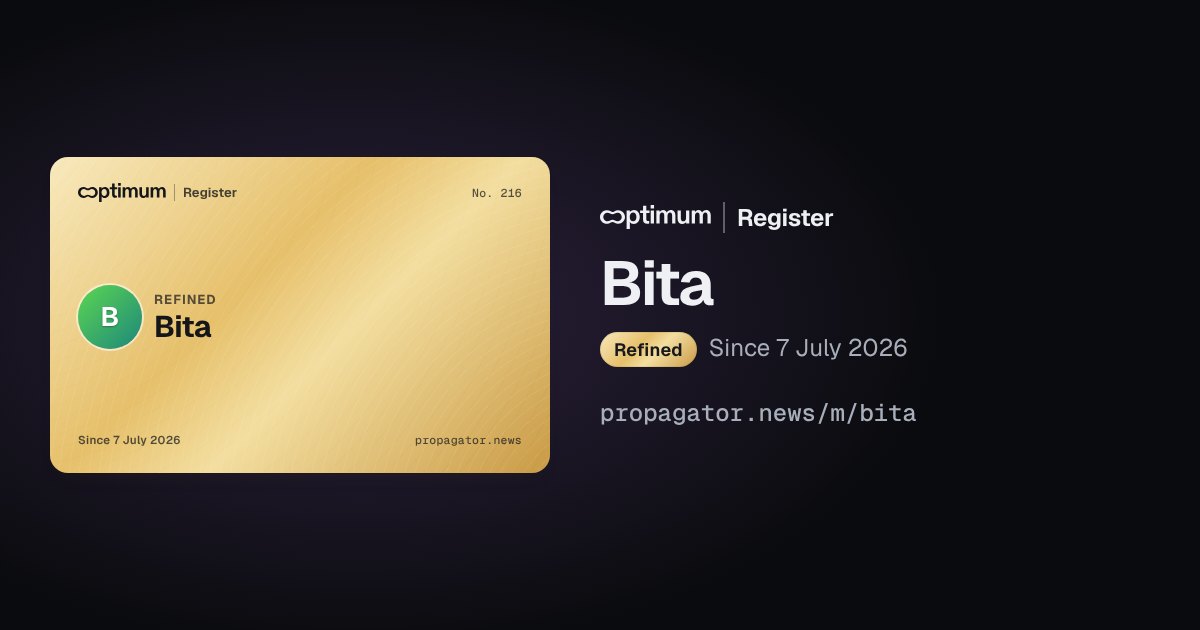 optimum | Register
No. 216
B
REFINED
Bita
Since 7 July 2026
propagator.news
optimum | Register
Bita
Refined Since 7 July 2026
propagator.news/m/bita